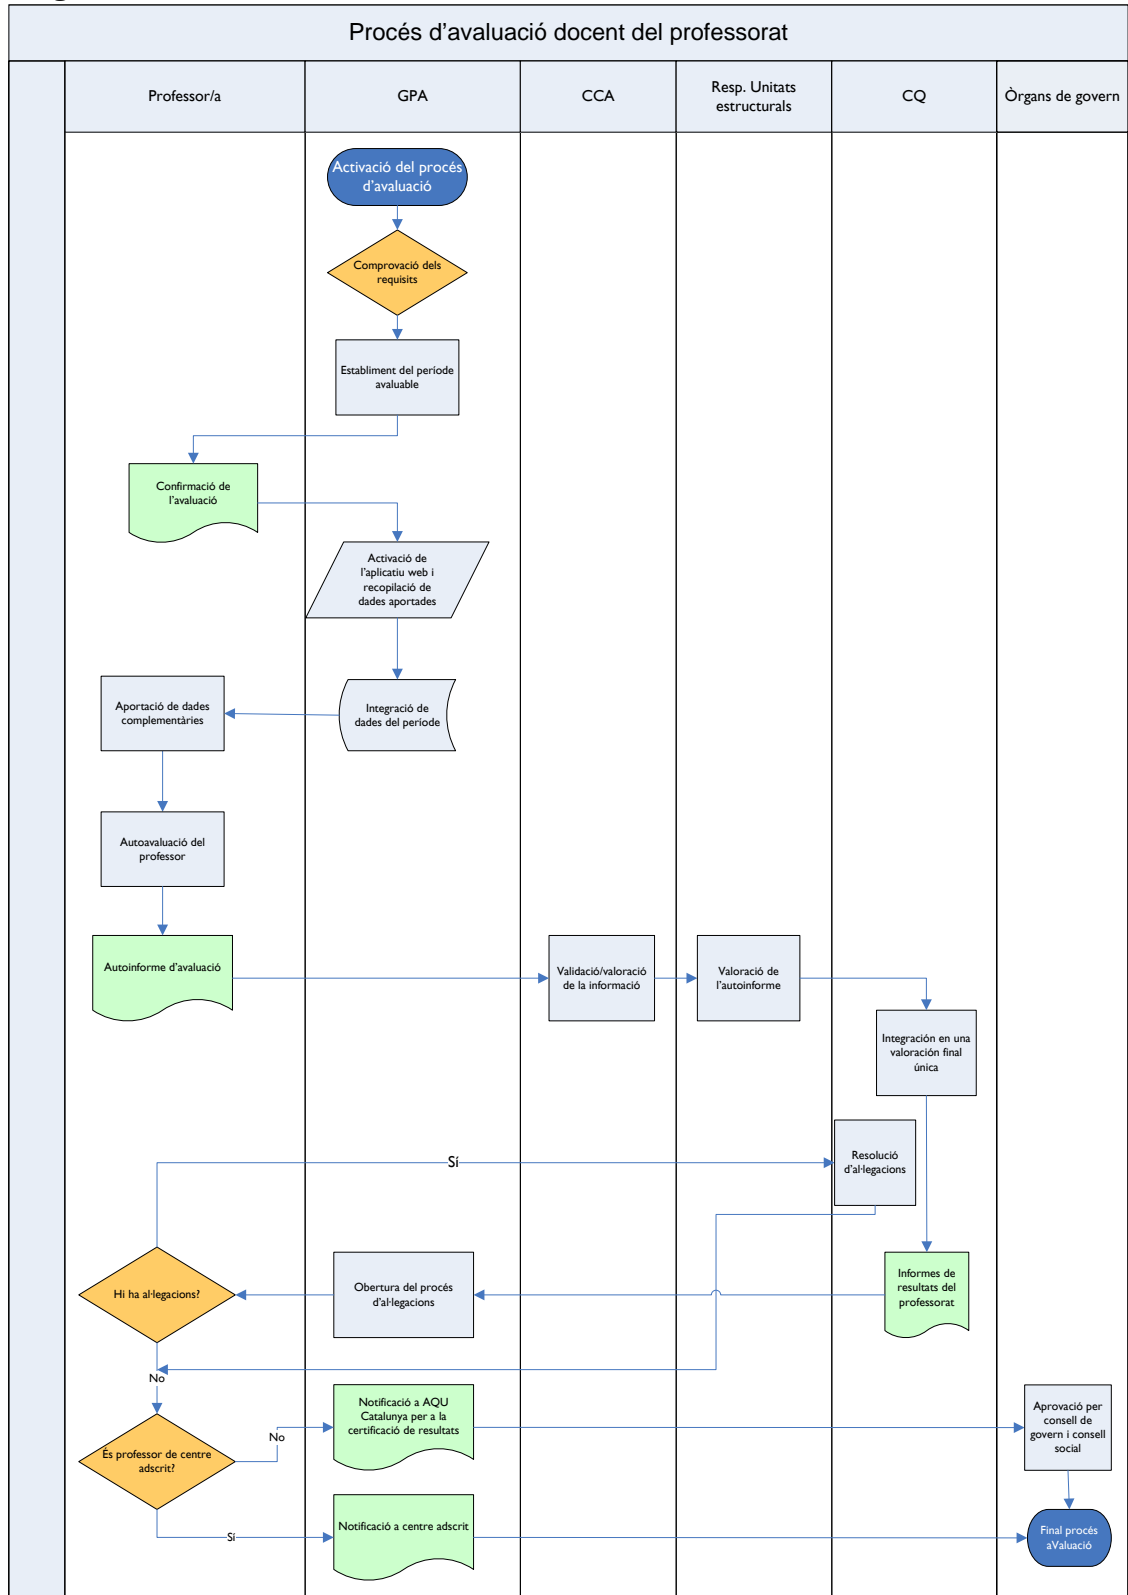 Procés d'avaluació docent del professorat
Professor/a
GPA
CCA
Resp. Unitats
estructurals
CQ
Òrgans de govern
Activació del procés
d'avaluació
Comprovació dels
requisits
Establiment del període
avaluable
Confirmació de
l'avaluació
Activació de
l'aplicatiu web i
recopilació de
dades aportades
Aportació de dades
complementàries
Integració de
dades del període
Autoavaluació del
professor
Autoinforme d'avaluació
Validació/valoració
de la informació
Valoració de
l'autoinforme
Integración en una
valoración final
única
Sí
Resolució
d'al·legacions
Hi ha al·legacions?
Obertura del procés
d'al·legacions
Informes de
resultats del
professorat
No
És professor de centre
adscrit?
No
Notificació a AQU
Catalunya per a la
certificació de resultats
Aprovació per
consell de
govern i consell
social
Sí
Notificació a centre adscrit
Final procés
aValuació